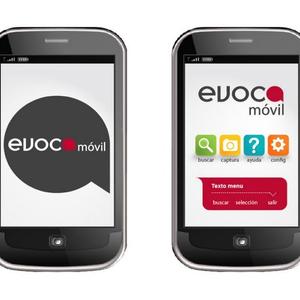 evoca móvil
evoca
móvil
buscar captura ayuda config
Texto menu
buscar selección salir